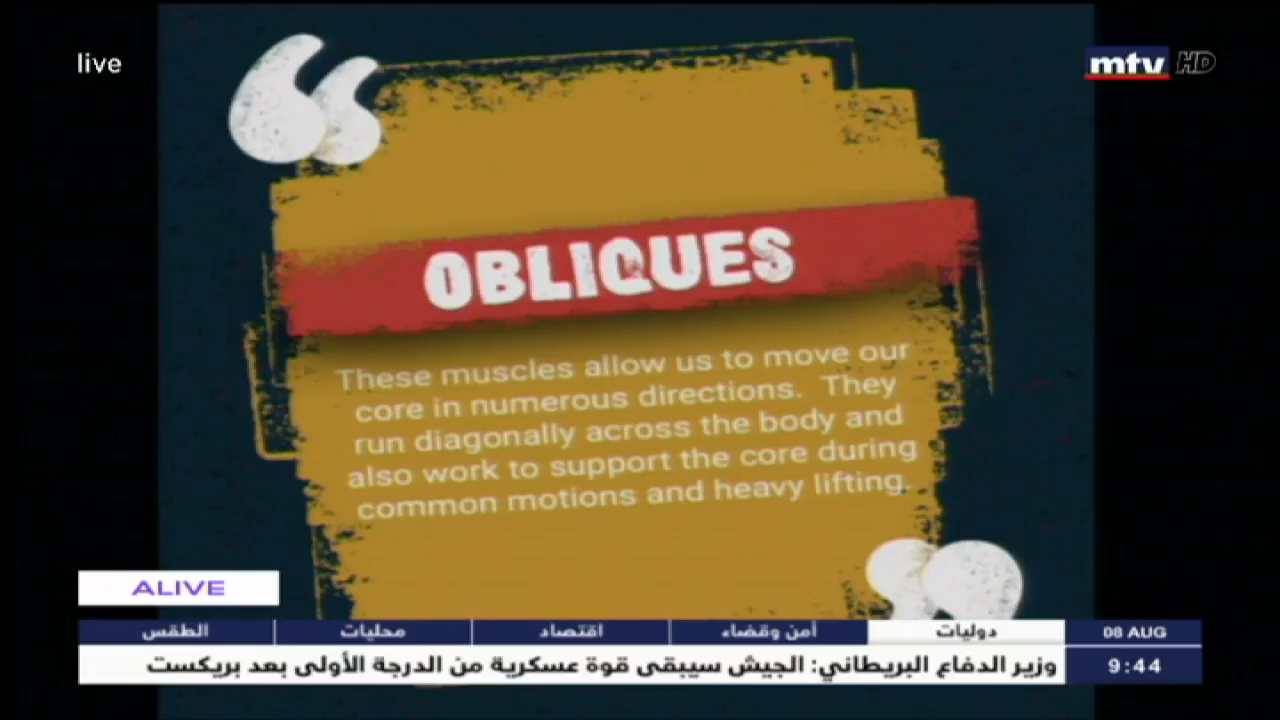 live
mtv HD
OBLIQUES
These muscles allow us to move our
core in numerous directions. They
run diagonally across the body and
also work to support the core during
common motions and heavy lifting.
ALIVE
دوليات
أمن وقضاء
اقتصاد
محليات
الطقس
08 AUG
وزير الدفاع البريطاني: الجيش سيبقى قوة عسكرية من الدرجة الأولى بعد بريكست
9:44